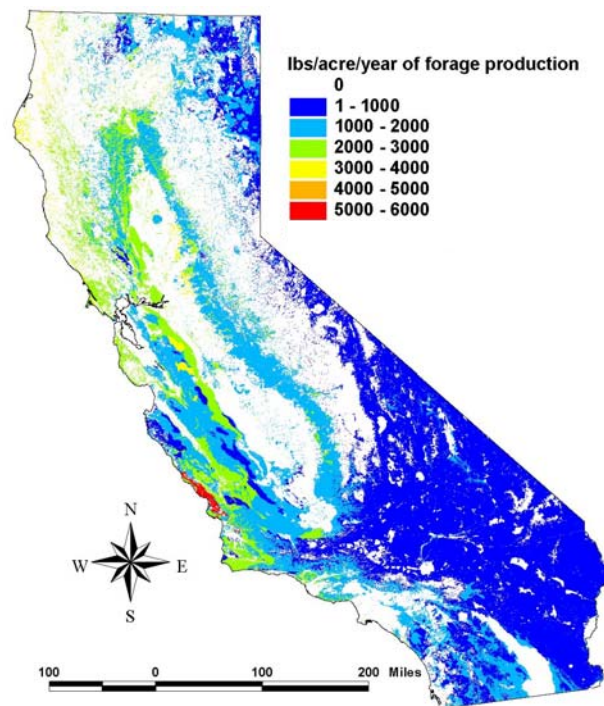 lbs/acre/year of forage production
0
1 - 1000
1000 - 2000
2000 - 3000
3000 - 4000
4000 - 5000
5000 - 6000
N
W E
S
100 0 100 200 Miles